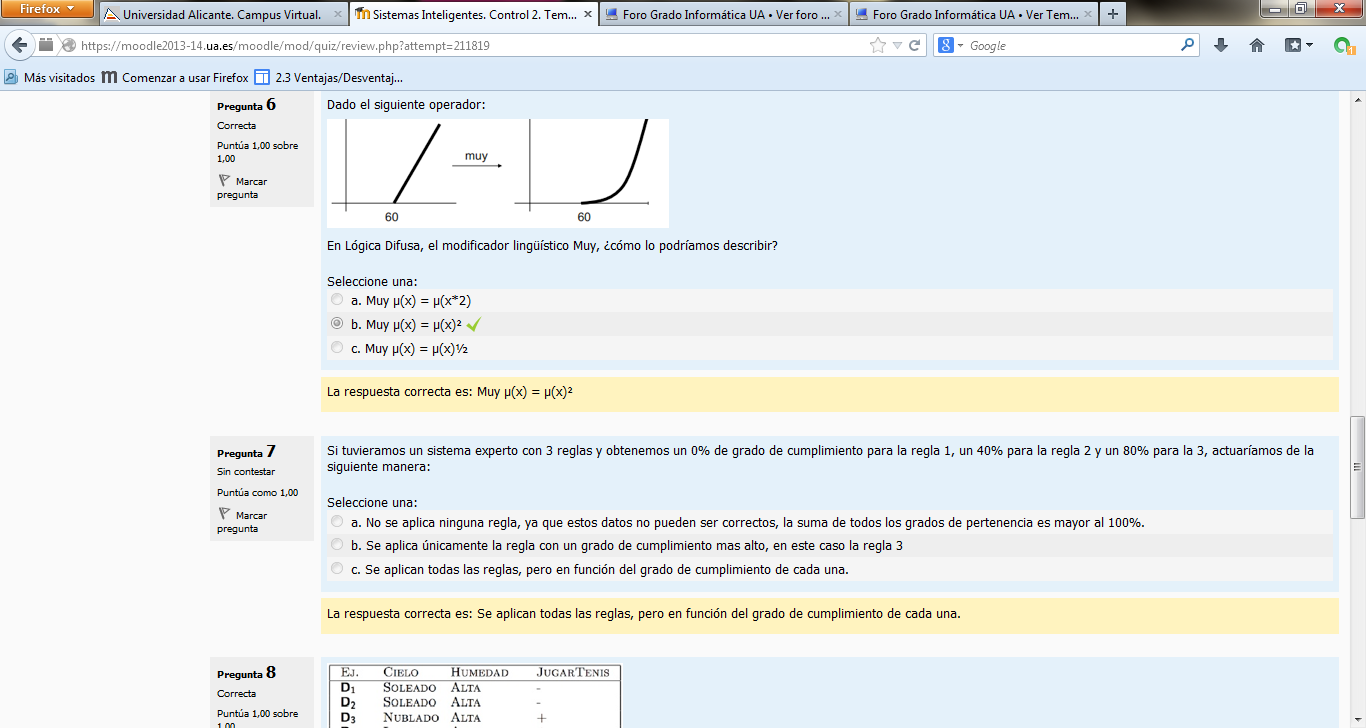 Firefox
Universidad Alicante. Campus Virtual.
Sistemas Inteligentes. Control 2. Tem...
Foro Grado Informática UA • Ver foro ...
Foro Grado Informática UA • Ver Tem...
https://moodle2013-14.ua.es/moodle/mod/quiz/review.php?attempt=211819
Google
Más visitados
Comenzar a usar Firefox
2.3 Ventajas/Desventaj...
Pregunta 6
Correcta
Puntúa 1,00 sobre
1,00
Marcar
pregunta
Dado el siguiente operador:
muy
60
60
En Lógica Difusa, el modificador lingüístico Muy, ¿cómo lo podríamos describir?
Seleccione una:
a. Muy μ(x) = μ(x*2)
b. Muy μ(x) = μ(x)²
c. Muy μ(x) = μ(x)½
La respuesta correcta es: Muy μ(x) = μ(x)²
Pregunta 7
Sin contestar
Puntúa como 1,00
Marcar
pregunta
Si tuvieramos un sistema experto con 3 reglas y obtenemos un 0% de grado de cumplimiento para la regla 1, un 40% para la regla 2 y un 80% para la 3, actuaríamos de la
siguiente manera:
Seleccione una:
a. No se aplica ninguna regla, ya que estos datos no pueden ser correctos, la suma de todos los grados de pertenencia es mayor al 100%.
b. Se aplica únicamente la regla con un grado de cumplimiento mas alto, en este caso la regla 3
c. Se aplican todas las reglas, pero en función del grado de cumplimiento de cada una.
La respuesta correcta es: Se aplican todas las reglas, pero en función del grado de cumplimiento de cada una.
Pregunta 8
Correcta
Puntúa 1,00 sobre
1,00
EJ. CIELO HUMEDAD JUGARTENIS
D1 SOLEADO ALTA -
D2 SOLEADO ALTA -
D3 NUBLADO ALTA +